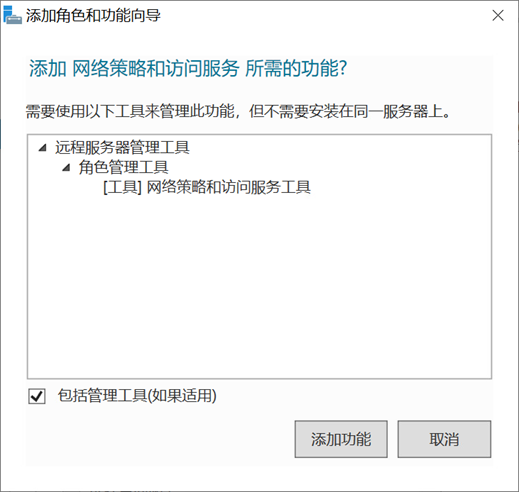 添加角色和功能向导
添加 网络策略和访问服务 所需的功能?
需要使用以下工具来管理此功能，但不需要安装在同一服务器上。
远程服务器管理工具
角色管理工具
[工具] 网络策略和访问服务工具
包括管理工具(如果适用)
添加功能
取消